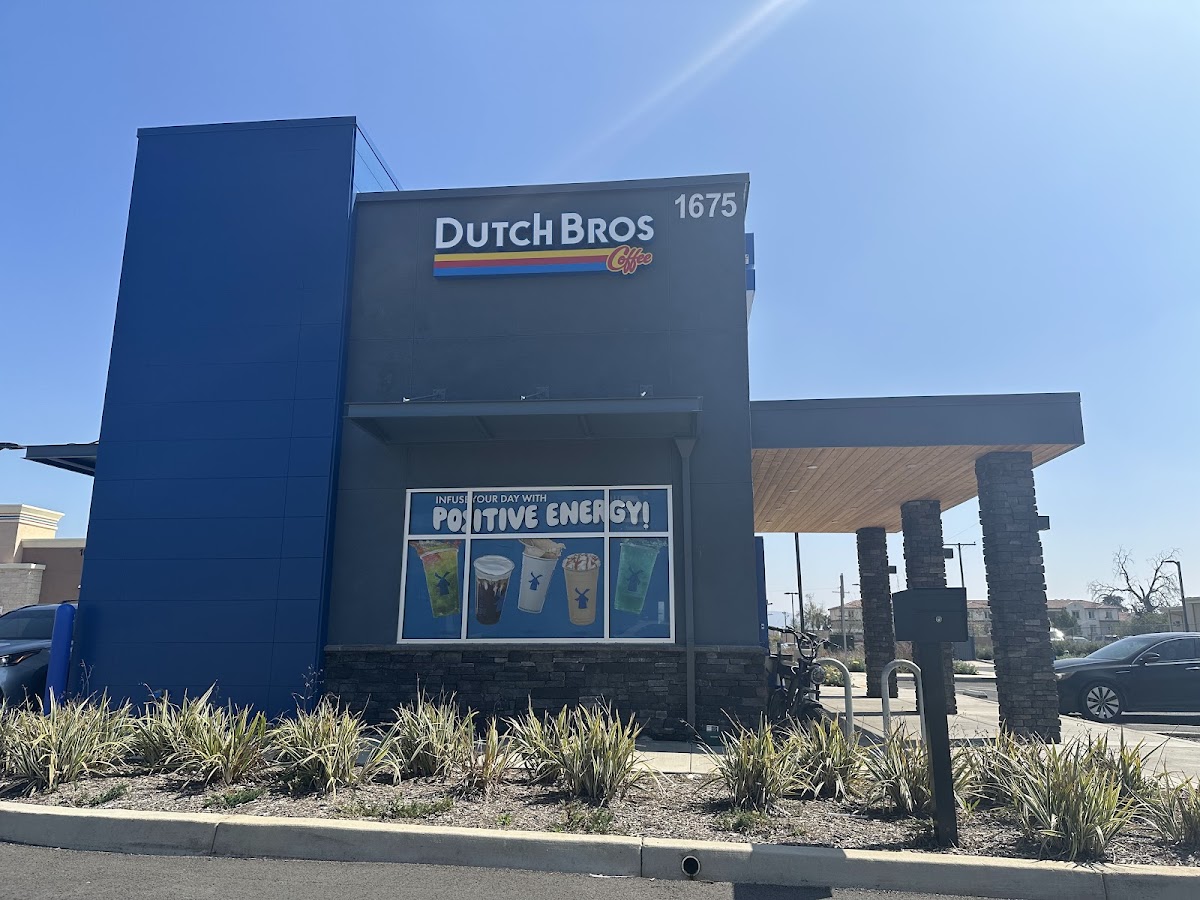 1675
DUTCH BROS
Coffee
INFUSE YOUR DAY WITH
POSITIVE ENERGY!